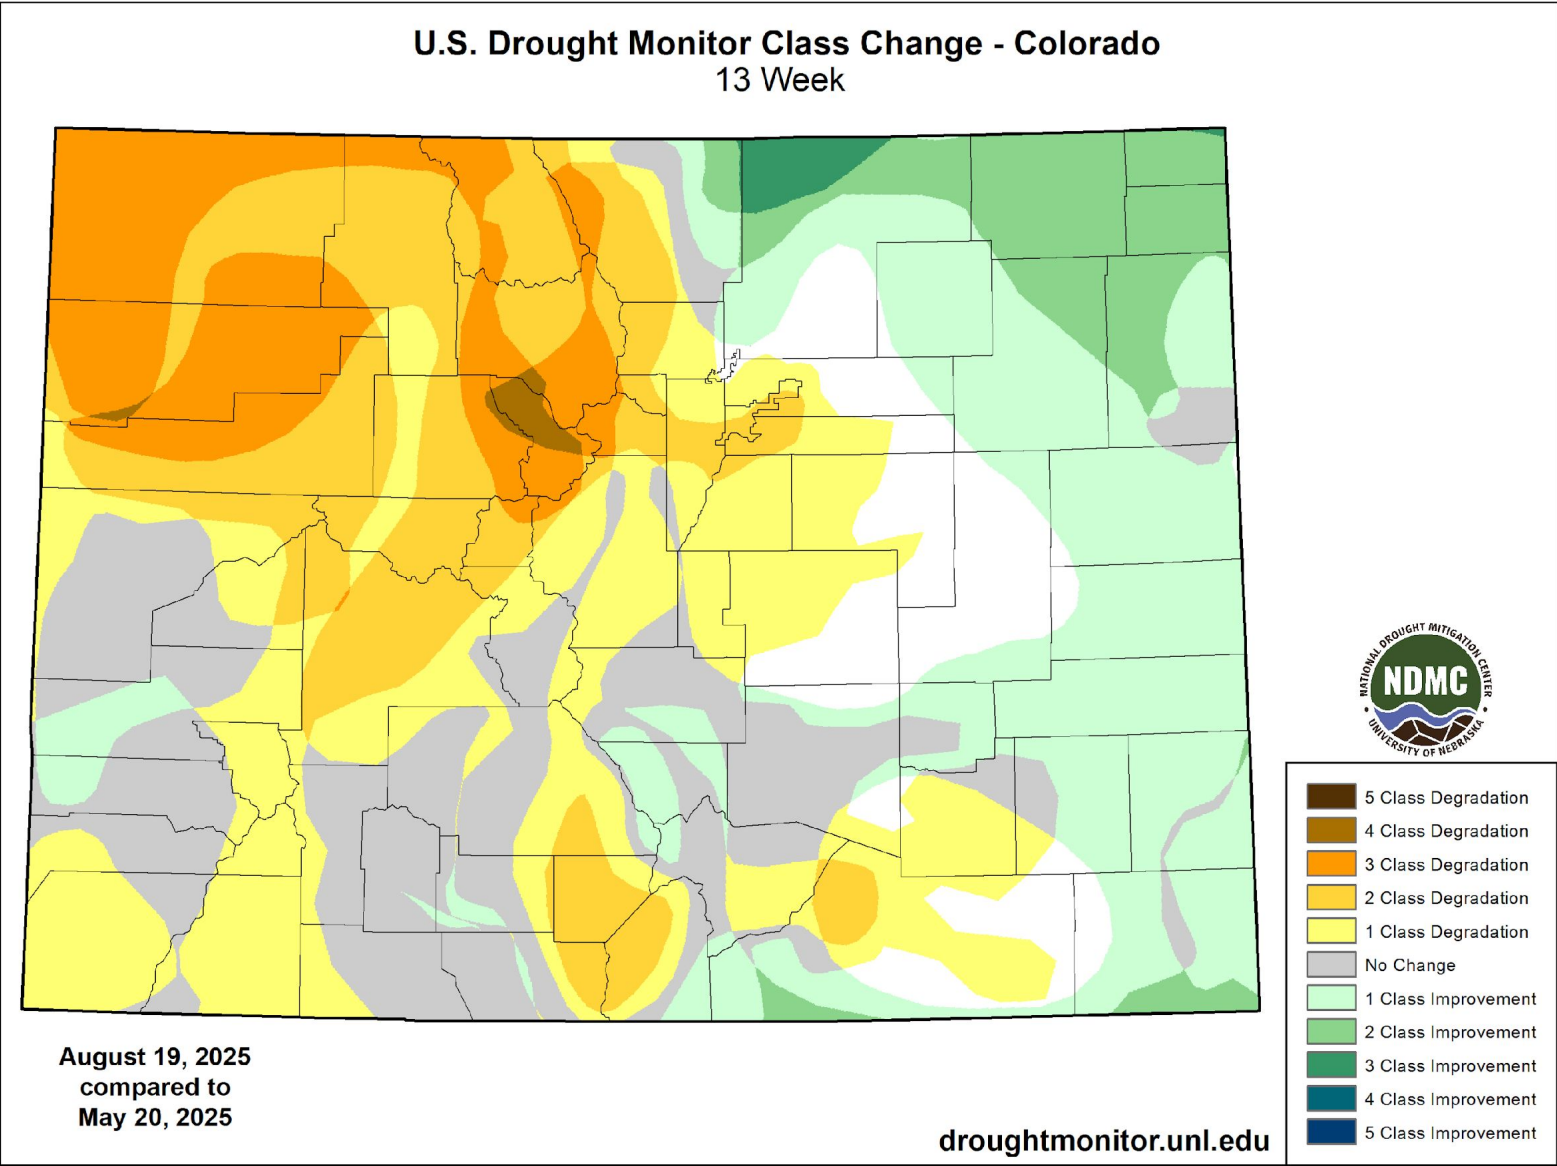 U.S. Drought Monitor Class Change - Colorado
13 Week
NATIONAL DROUGHT MITIGATION CENTER
NDMC
UNIVERSITY OF NEBRASKA
5 Class Degradation
4 Class Degradation
3 Class Degradation
2 Class Degradation
1 Class Degradation
No Change
1 Class Improvement
2 Class Improvement
3 Class Improvement
4 Class Improvement
5 Class Improvement
August 19, 2025
compared to
May 20, 2025
droughtmonitor.unl.edu